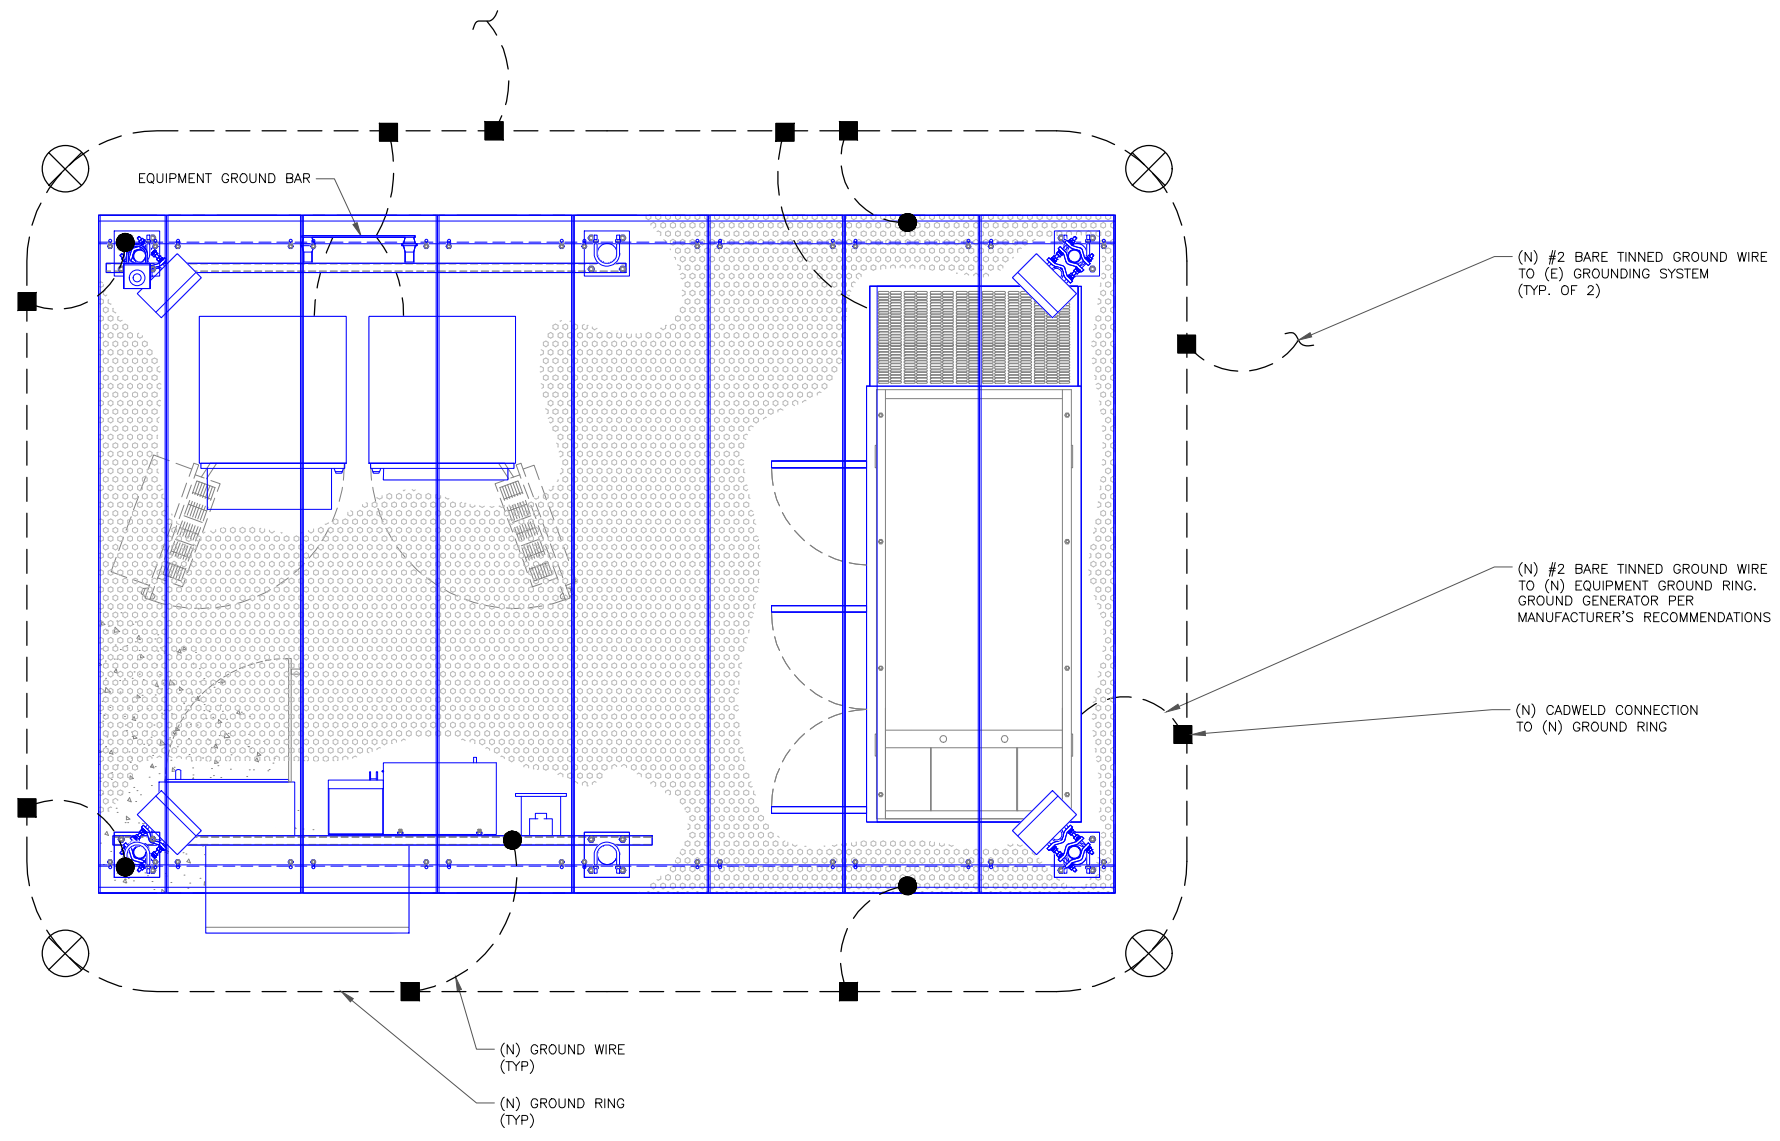 EQUIPMENT GROUND BAR
(N) #2 BARE TINNED GROUND WIRE
TO (E) GROUNDING SYSTEM
(TYP. OF 2)
(N) #2 BARE TINNED GROUND WIRE
TO (N) EQUIPMENT GROUND RING.
GROUND GENERATOR PER
MANUFACTURER'S RECOMMENDATIONS
(N) CADWELD CONNECTION
TO (N) GROUND RING
(N) GROUND WIRE
(TYP)
(N) GROUND RING
(TYP)